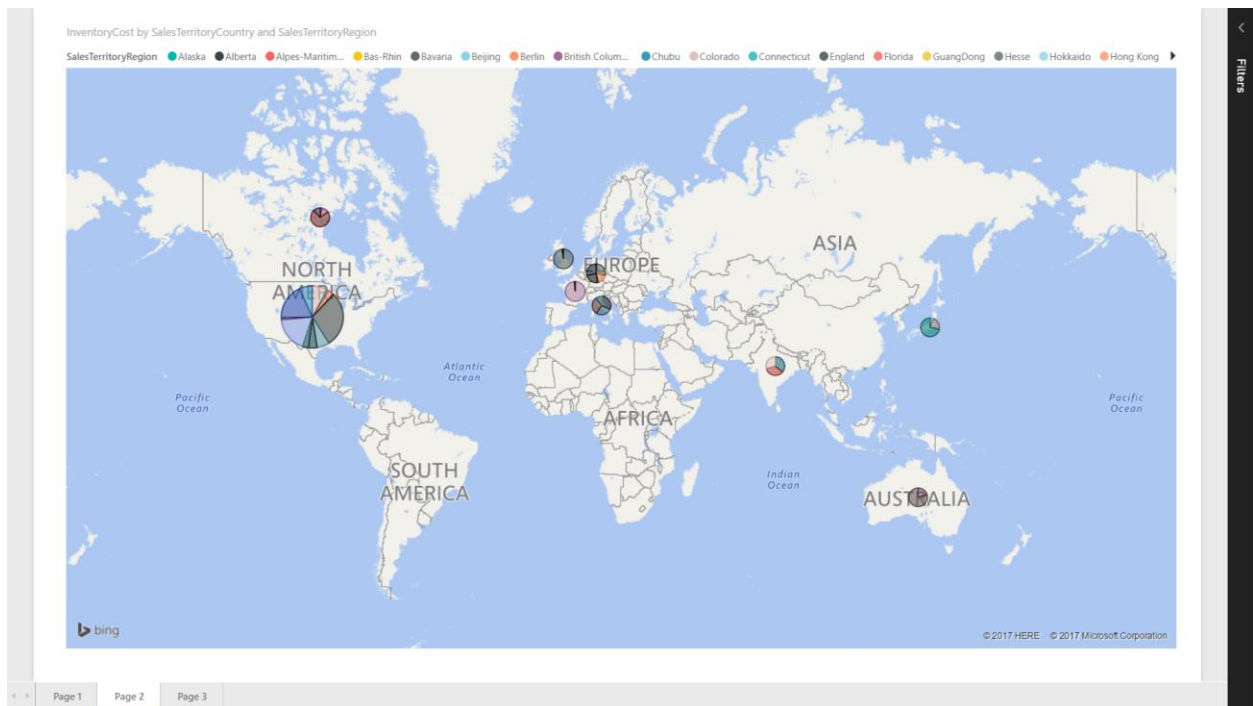 InventoryCost by SalesTerritoryCountry and SalesTerritoryRegion
SalesTerritoryRegion Alaska Alberta Alpes-Maritim... Bas-Rhin Bavaria Beijing Berlin British Colum... Chubu Colorado Connecticut England Florida GuangDong Hesse Hokkaido Hong Kong
Filters
ASIA
EUROPE
NORTH
AMERICA
Atlantic
Ocean
Pacific
Ocean
Pacific
Ocean
AFRICA
SOUTH
AMERICA
Indian
Ocean
AUSTRALIA
bing
© 2017 HERE © 2017 Microsoft Corporation
Page 1 Page 2 Page 3